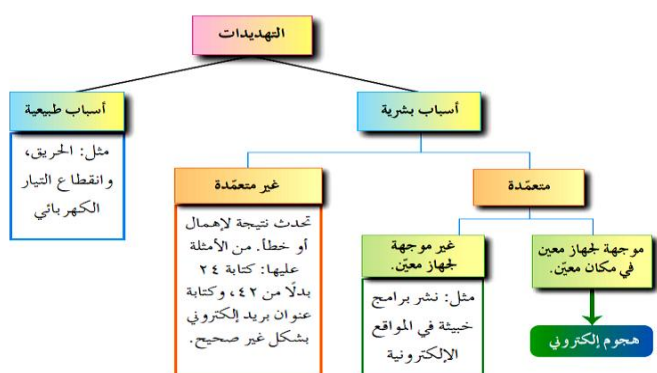 التهديدات
أسباب بشرية
أسباب طبيعية
مثل: الحريق،
وانقطاع التيار
الكهربائي
متعمّدة
غير متعمّدة
تحدث نتيجة لإهمال
أو خطأ. من الأمثلة
عليها: كتابة ٢٤
بدلًا من ٤٢، وكتابة
عنوان بريد إلكتروني
بشكل غير صحيح.
موجهة لجهاز معين
في مكان معيّن.
هجوم إلكتروني
غير موجهة
لجهاز معيّن.
مثل: نشر برامج
خبيثة في المواقع
الإلكترونية